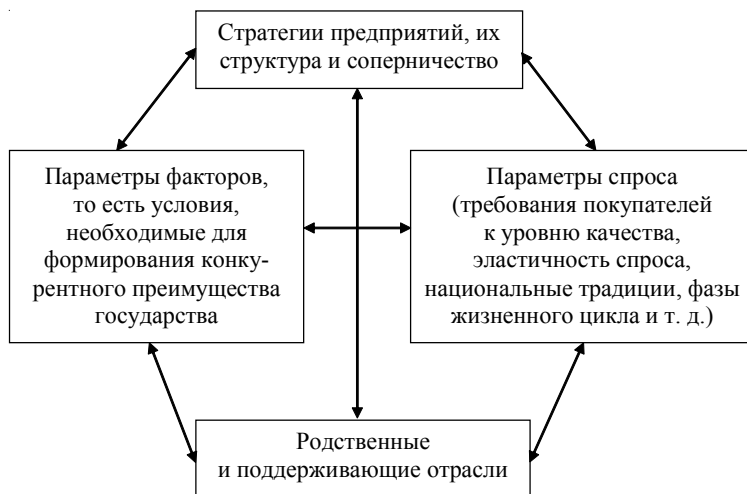 Стратегии предприятий, их
структура и соперничество
Параметры факторов,
то есть условия,
необходимые для
формирования конку-
рентного преимущества
государства
Параметры спроса
(требования покупателей
к уровню качества,
эластичность спроса,
национальные традиции, фазы
жизненного цикла и т. д.)
Родственные
и поддерживающие отрасли